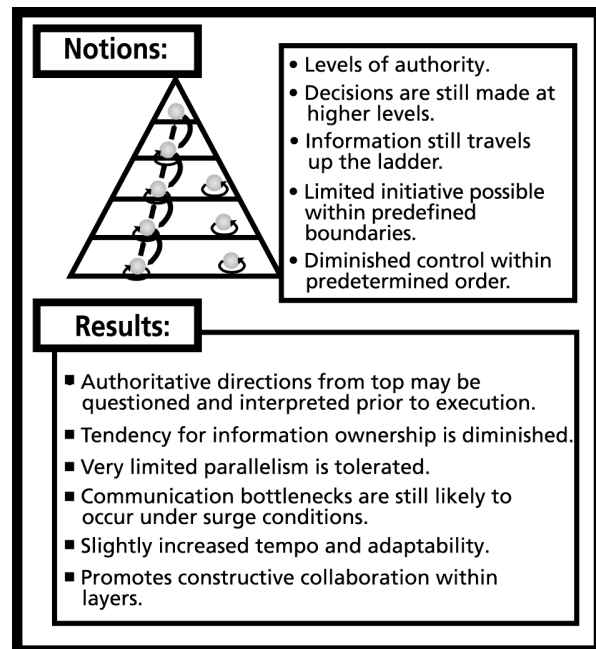 Notions:
• Levels of authority.
• Decisions are still made at
higher levels.
• Information still travels
up the ladder.
• Limited initiative possible
within predefined
boundaries.
• Diminished control within
predetermined order.
Results:
■ Authoritative directions from top may be
questioned and interpreted prior to execution.
■ Tendency for information ownership is diminished.
■ Very limited parallelism is tolerated.
■ Communication bottlenecks are still likely to
occur under surge conditions.
■ Slightly increased tempo and adaptability.
■ Promotes constructive collaboration within
layers.